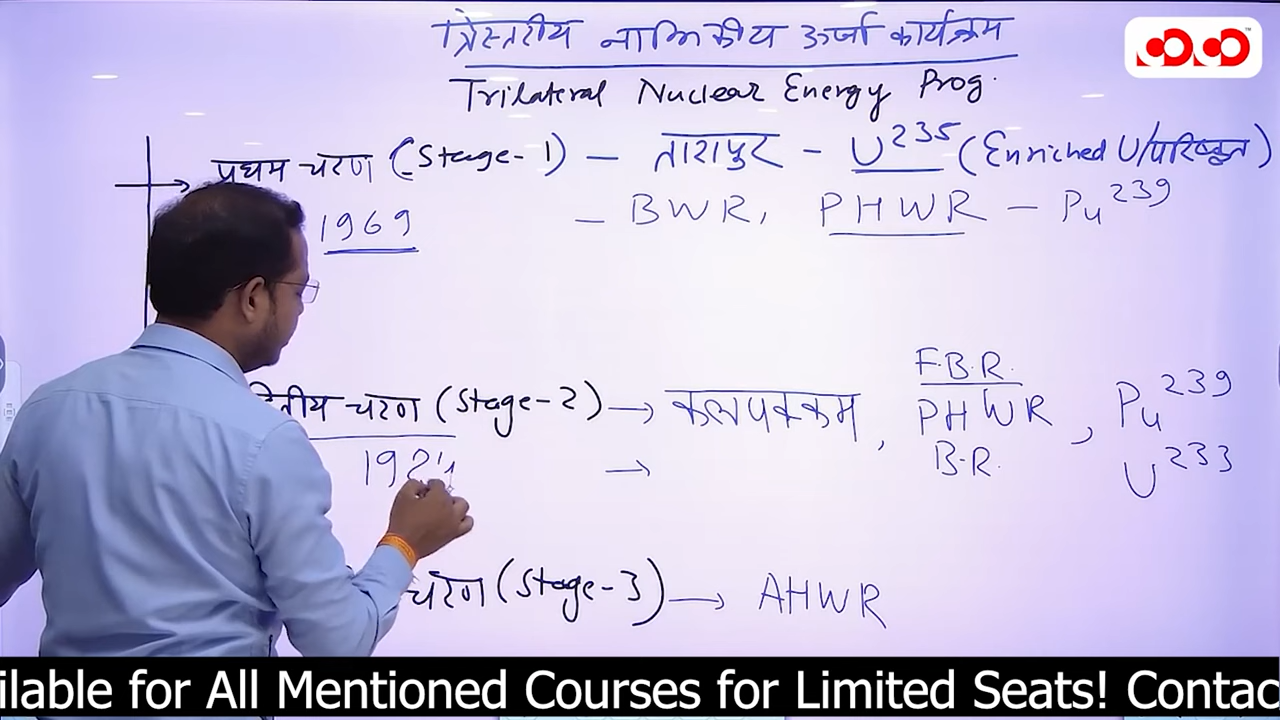 त्रिस्तरीय नाभिकीय ऊर्जा कार्यक्रम
Trilateral Nuclear Energy Prog.
प्रथम चरण (Stage-1) — तारापुर - U235 (Enriched U/परिष्कृत)
1969 - BWR, PHWR - Pu239
F.B.R.
तीय चरण (Stage-2) → कलपक्कम, PHWR, Pu239
→ B.R. U233
चरण (Stage-3) → AHWR
ilable for All Mentioned Courses for Limited Seats! Contac